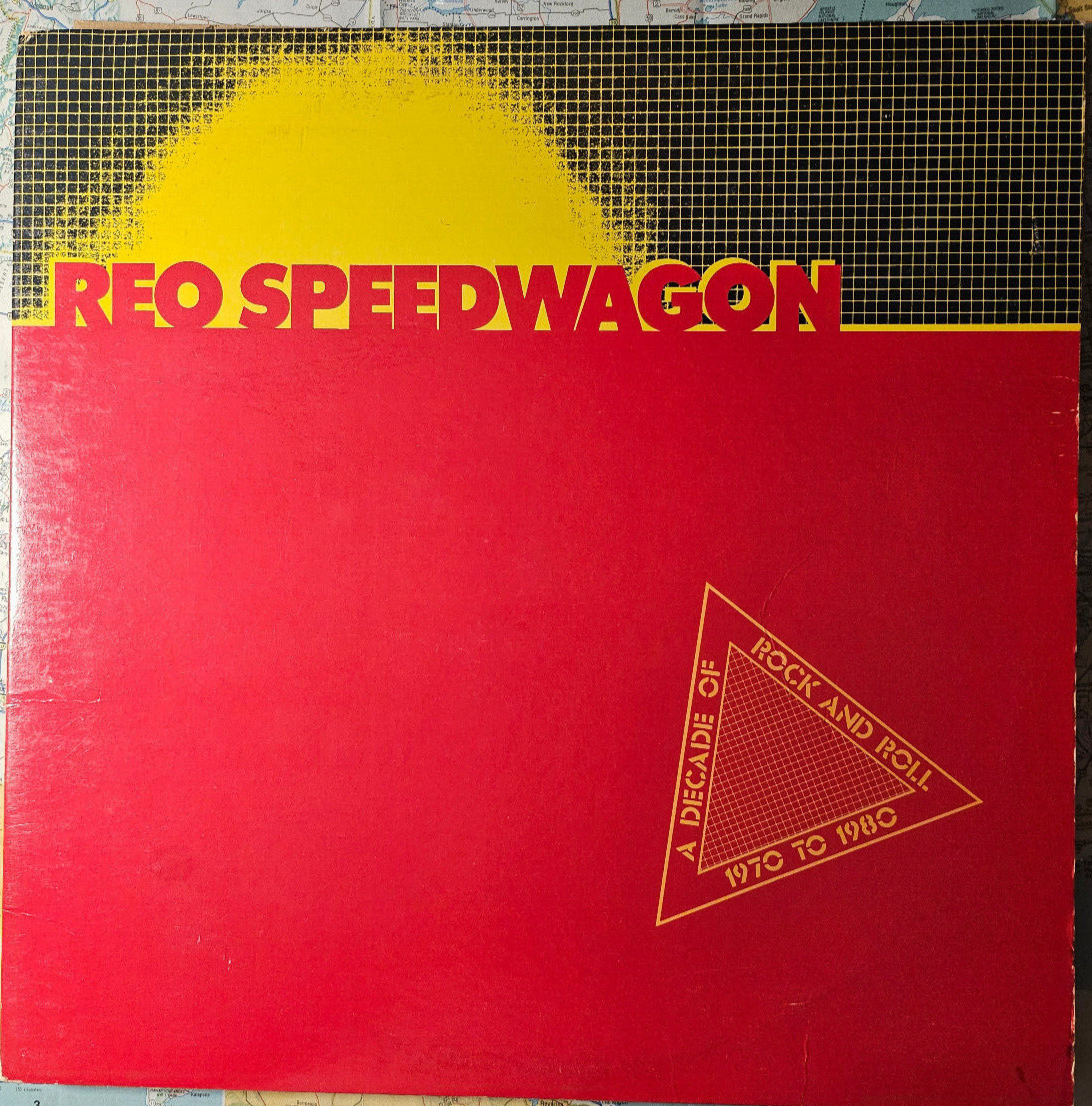 REO SPEEDWAGON
A DECADE OF
ROCK AND ROLL
1970 TO 1980